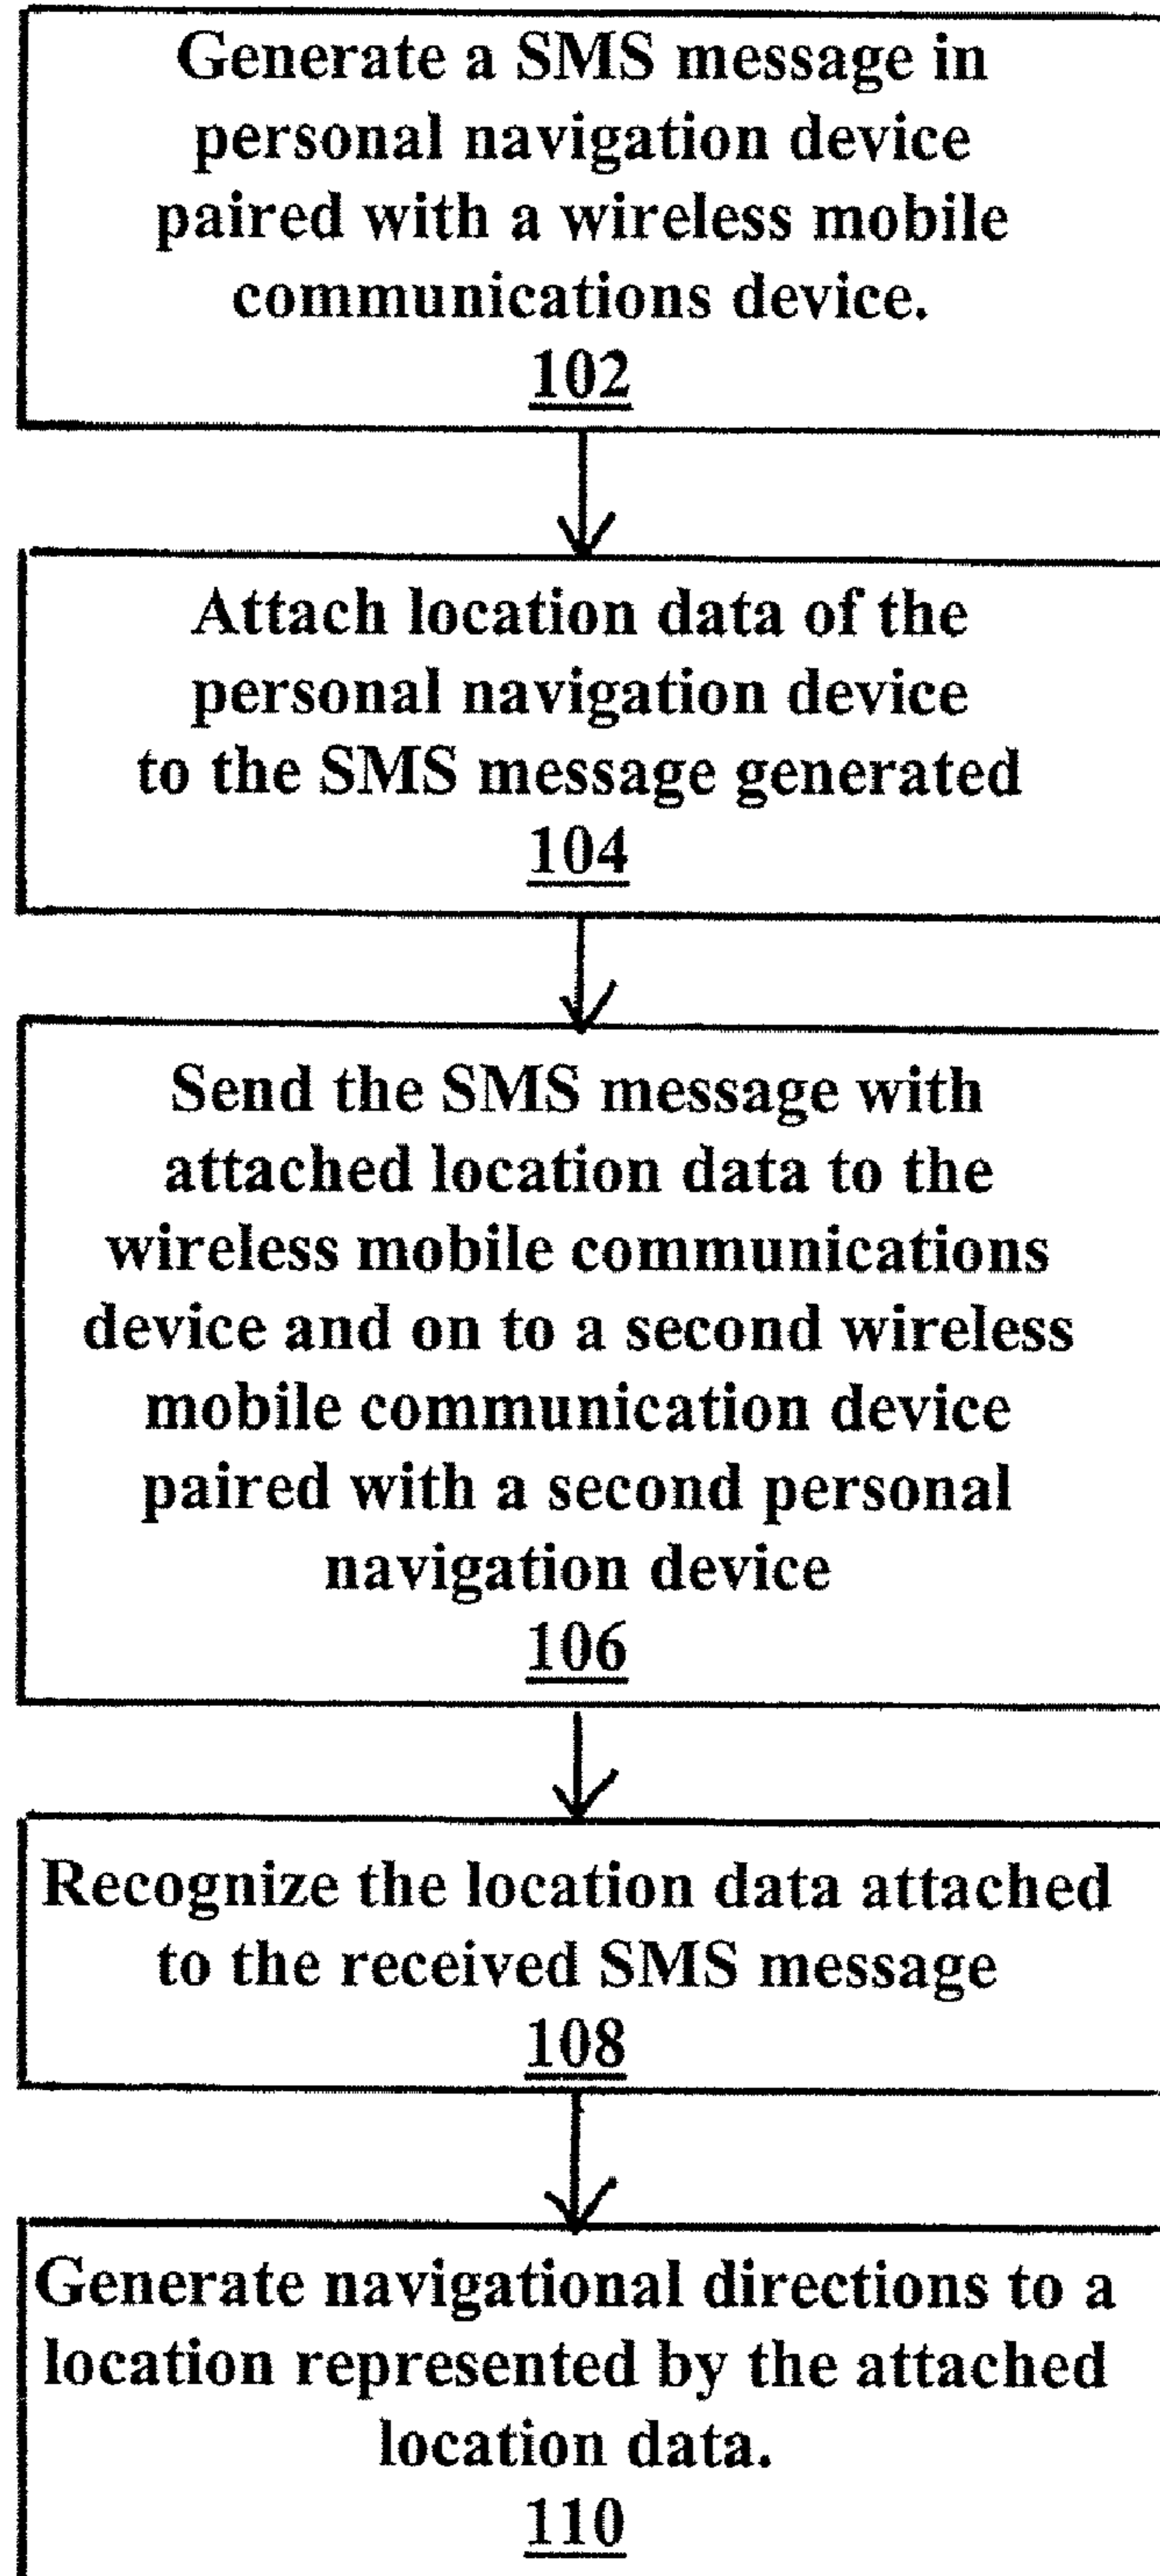 Generate a SMS message in
personal navigation device
paired with a wireless mobile
communications device.
102
Attach location data of the
personal navigation device
to the SMS message generated
104
Send the SMS message with
attached location data to the
wireless mobile communications
device and on to a second wireless
mobile communication device
paired with a second personal
navigation device
106
Recognize the location data attached
to the received SMS message
108
Generate navigational directions to a
location represented by the attached
location data.
110